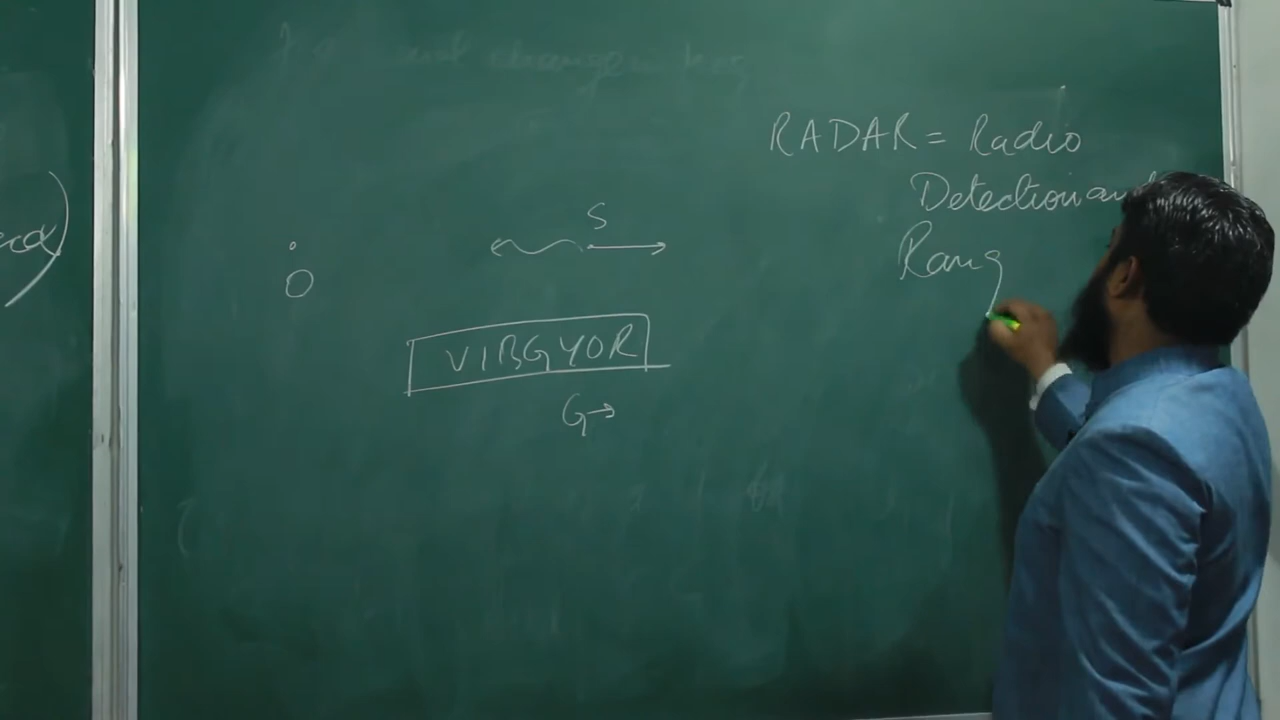 RADAR = Radio
Detection and
Rang
S
O
VIBGYOR
G→